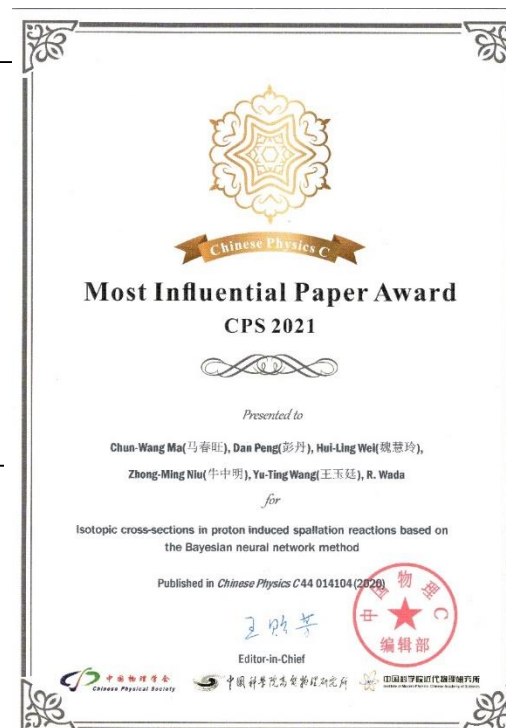 Chinese Physics C
Most Influential Paper Award
CPS 2021
Presented to
Chun-Wang Ma(马春旺), Dan Peng(彭丹), Hui-Ling Wei(魏慧玲),
Zhong-Ming Niu(牛中明), Yu-Ting Wang(王玉廷), R. Wada
for
Isotopic cross-sections in proton induced spallation reactions based on
the Bayesian neural network method
Published in Chinese Physics C 44 014104 (2020)
中国物理C
编辑部
Editor-in-Chief
中国物理学会
Chinese Physical Society
中国科学院高能物理研究所
中国科学院近代物理研究所